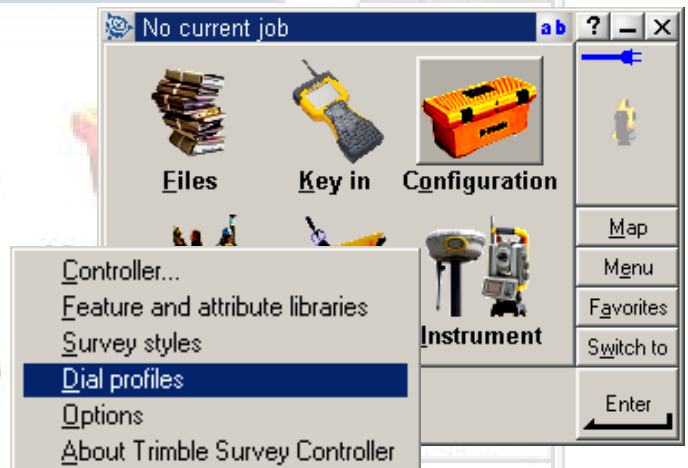 No current job ab ? – X
Files Key in Configuration
Map
Menu
Favorites
Instrument
Switch to
Enter
Controller...
Feature and attribute libraries
Survey styles
Dial profiles
Options
About Trimble Survey Controller